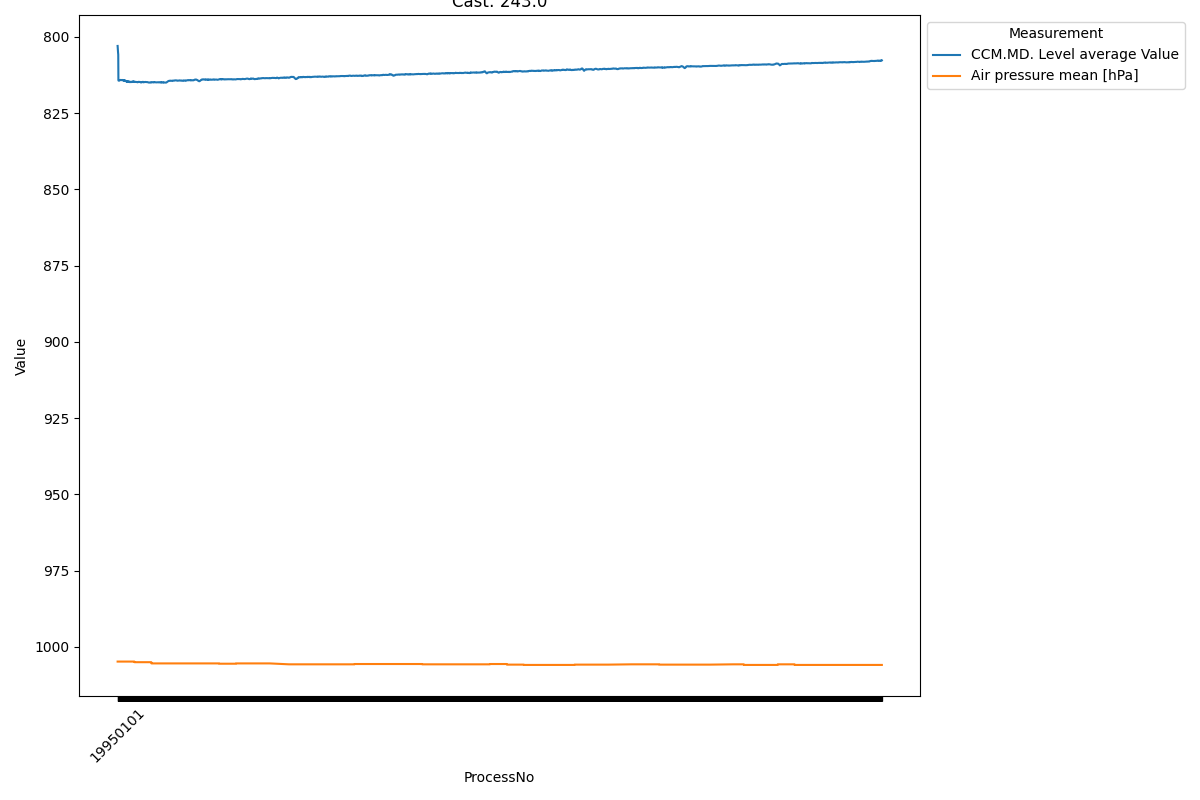 Cast: 243.0
Measurement
CCM.MD. Level average Value
Air pressure mean [hPa]
800
825
850
875
900
925
950
975
1000
Value
19950101
ProcessNo